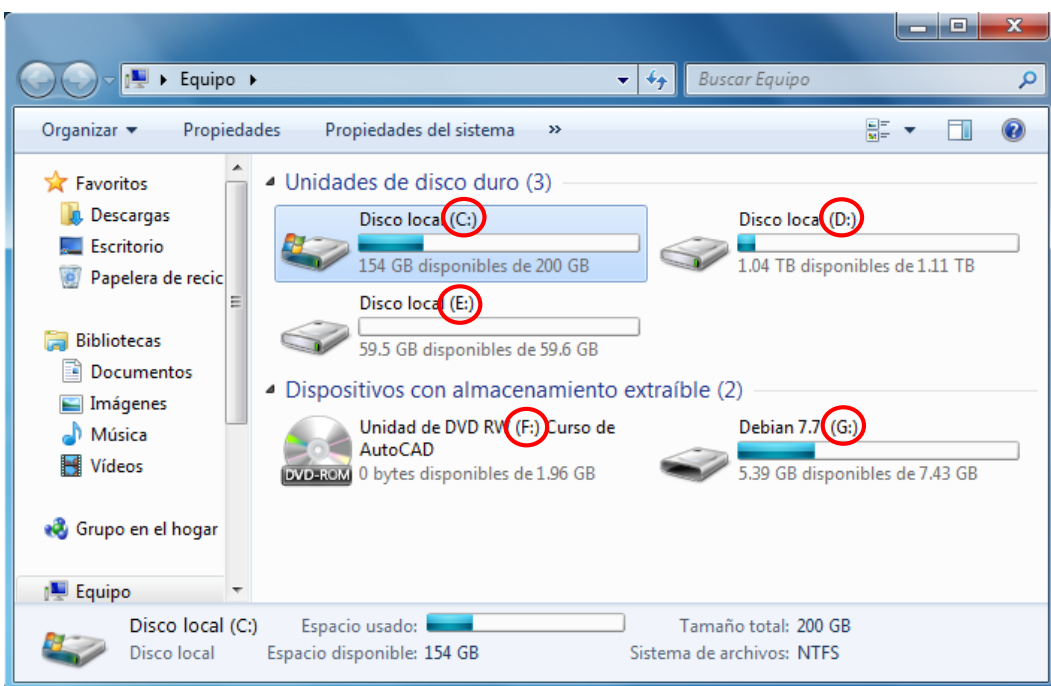 Equipo
Buscar Equipo
Organizar
Propiedades
Propiedades del sistema
»
Favoritos
Descargas
Escritorio
Papelera de recic
Bibliotecas
Documentos
Imágenes
Música
Vídeos
Grupo en el hogar
Equipo
Unidades de disco duro (3)
Disco local (C:)
154 GB disponibles de 200 GB
Disco local (D:)
1.04 TB disponibles de 1.11 TB
Disco local (E:)
59.5 GB disponibles de 59.6 GB
Dispositivos con almacenamiento extraíble (2)
Unidad de DVD RW (F:) Curso de
AutoCAD
DVD-ROM
0 bytes disponibles de 1.96 GB
Debian 7.7 (G:)
5.39 GB disponibles de 7.43 GB
Disco local (C:)
Disco local
Espacio usado:
Espacio disponible: 154 GB
Tamaño total: 200 GB
Sistema de archivos: NTFS